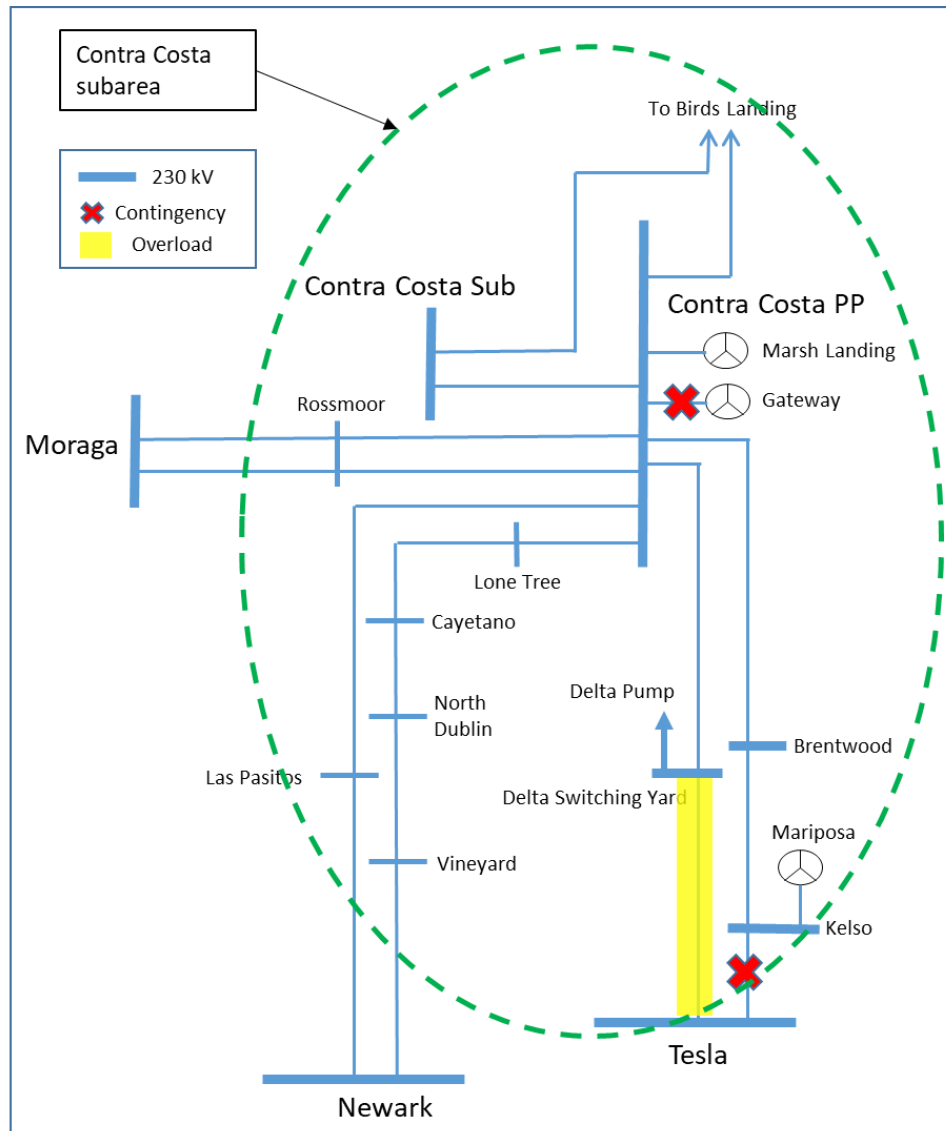 Contra Costa
subarea
To Birds Landing
230 kV
Contingency
Overload
Contra Costa Sub
Contra Costa PP
Marsh Landing
Rossmoor
Gateway
Moraga
Lone Tree
Cayetano
Delta Pump
North
Dublin
Brentwood
Las Pasitos
Delta Switching Yard
Mariposa
Vineyard
Kelso
Tesla
Newark